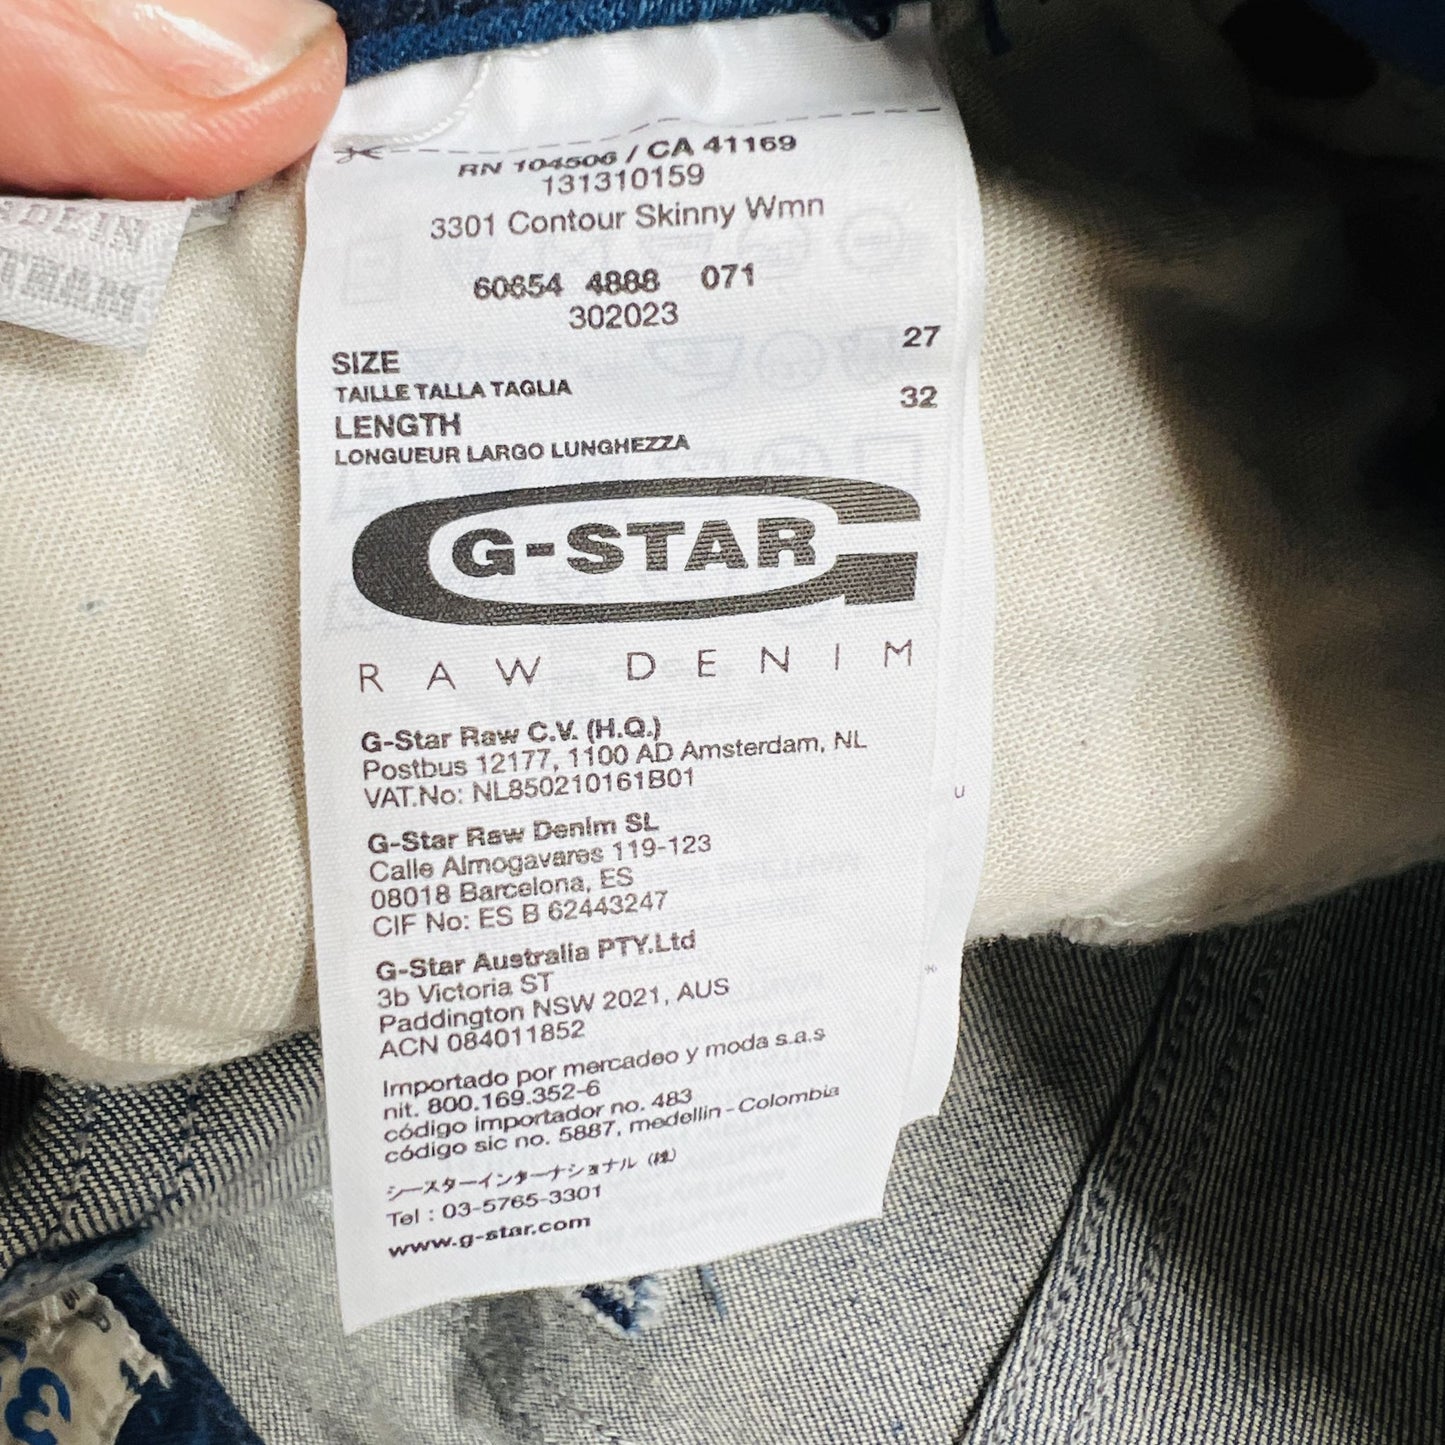 RN 104506 / CA 41169
131310159
3301 Contour Skinny Wmn
60654 4888 071
302023
SIZE 27
TAILLE TALLA TAGLIA
LENGTH 32
LONGUEUR LARGO LUNGHEZZA
G-STAR
RAW DENIM
G-Star Raw C.V. (H.Q.)
Postbus 12177, 1100 AD Amsterdam, NL
VAT.No: NL850210161B01
G-Star Raw Denim SL
Calle Almogavares 119-123
08018 Barcelona, ES
CIF No: ES B 62443247
G-Star Australia PTY.Ltd
3b Victoria ST
Paddington NSW 2021, AUS
ACN 084011852
Importado por mercadeo y moda s.a.s
nit. 800.169.352-6
código importador no. 483
código sic no. 5887, medellin - Colombia
ジースターインターナショナル（株）
Tel : 03-5765-3301
www.g-star.com